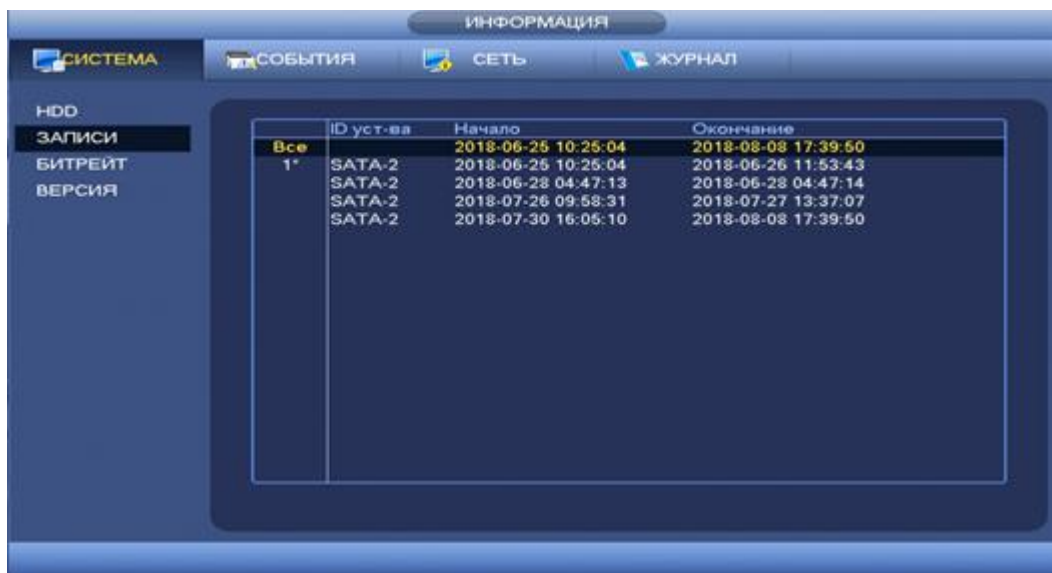 ИНФОРМАЦИЯ
СИСТЕМА СОБЫТИЯ СЕТЬ ЖУРНАЛ
HDD
ЗАПИСИ
БИТРЕЙТ
ВЕРСИЯ
ID уст-ва Начало Окончание
Все 2018-06-25 10:25:04 2018-08-08 17:39:50
1* SATA-2 2018-06-25 10:25:04 2018-06-26 11:53:43
SATA-2 2018-06-28 04:47:13 2018-06-28 04:47:14
SATA-2 2018-07-26 09:58:31 2018-07-27 13:37:07
SATA-2 2018-07-30 16:05:10 2018-08-08 17:39:50